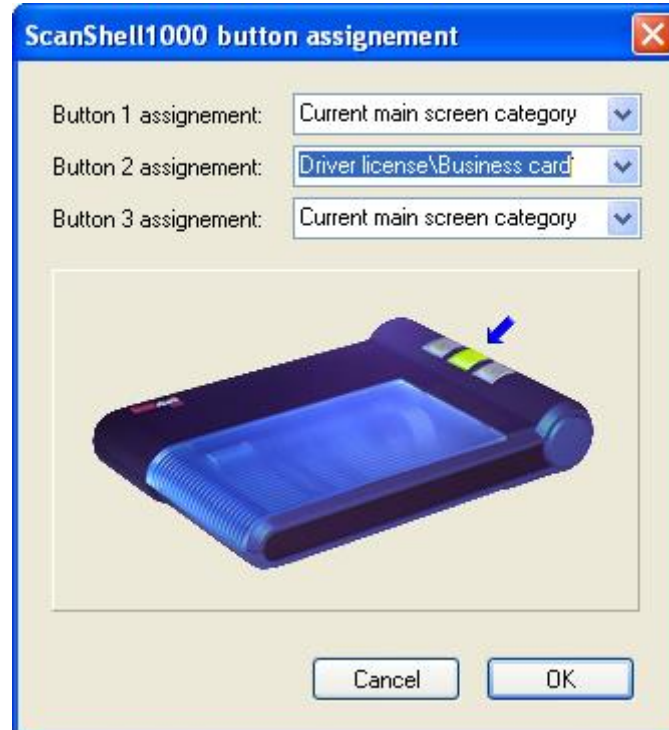 ScanShell1000 button assignement
Button 1 assignement: Current main screen category
Button 2 assignement: Driver license\Business card
Button 3 assignement: Current main screen category
Cancel OK